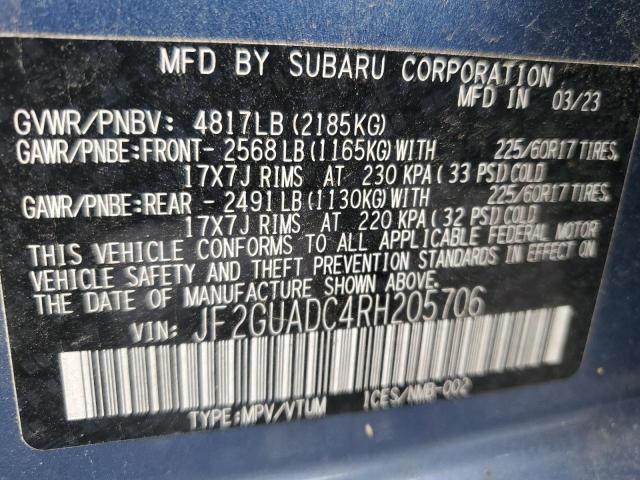 MFD BY SUBARU CORPORATION
MFD IN 03/23
GVWR/PNBV: 4817LB (2185KG)
GAWR/PNBE:FRONT- 2568 LB (1165KG) WITH 225/60R17 TIRES,
17X7J RIMS AT 230 KPA ( 33 PSI) COLD
GAWR/PNBE:REAR - 2491 LB (1130KG) WITH 225/60R17 TIRES,
17X7J RIMS AT 220 KPA ( 32 PSI) COLD
THIS VEHICLE CONFORMS TO ALL APPLICABLE FEDERAL MOTOR
VEHICLE SAFETY AND THEFT PREVENTION STANDARDS IN EFFECT ON
THE DATE OF MANUFACTURE SHOWN ABOVE.
VIN: JF2GUADC4RH205706
TYPE:MPV/VTUM ICES/NMB-002